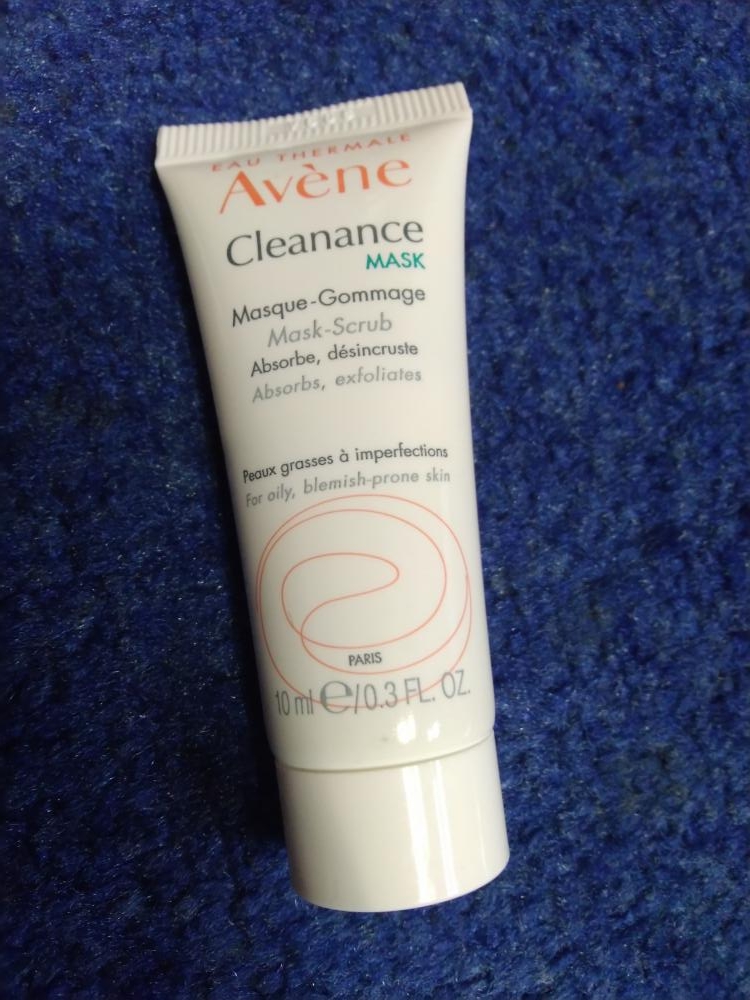 EAU THERMALE
Avène
Cleanance
MASK
Masque-Gommage
Mask-Scrub
Absorbe, désincruste
Absorbs, exfoliates
Peaux grasses à imperfections
For oily, blemish-prone skin
PARIS
10 ml ℮/0.3 FL. OZ.